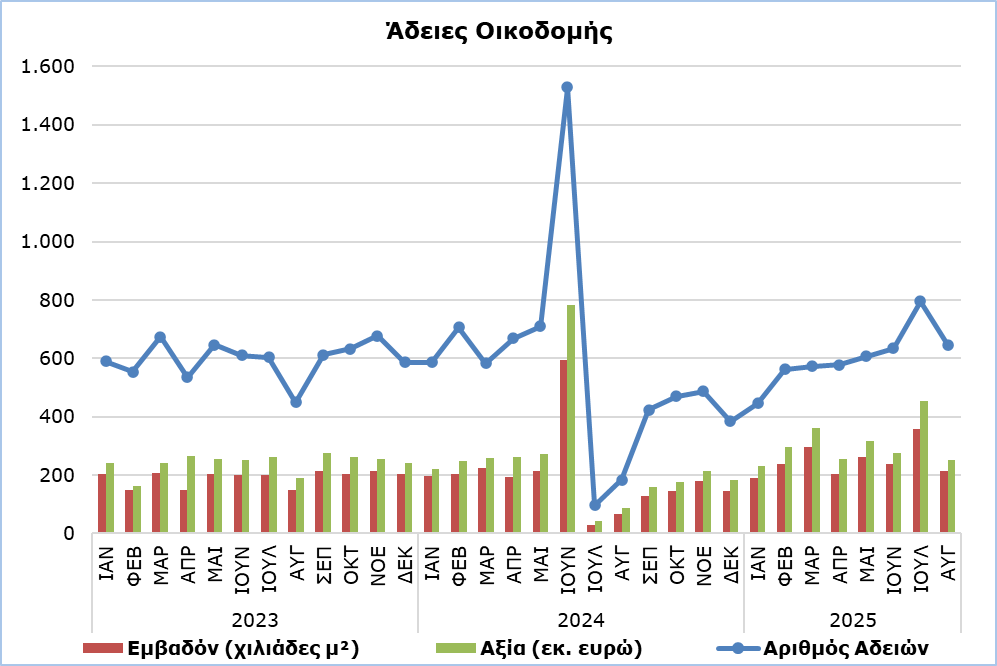 Άδειες Οικοδομής
1.600
1.400
1.200
1.000
800
600
400
200
0
ΙΑΝ ΦΕΒ ΜΑΡ ΑΠΡ ΜΑΙ ΙΟΥΝ ΙΟΥΛ ΑΥΓ ΣΕΠ ΟΚΤ ΝΟΕ ΔΕΚ ΙΑΝ ΦΕΒ ΜΑΡ ΑΠΡ ΜΑΙ ΙΟΥΝ ΙΟΥΛ ΑΥΓ ΣΕΠ ΟΚΤ ΝΟΕ ΔΕΚ ΙΑΝ ΦΕΒ ΜΑΡ ΑΠΡ ΜΑΙ ΙΟΥΝ ΙΟΥΛ ΑΥΓ
2023 2024 2025
Εμβαδόν (χιλιάδες μ²) Αξία (εκ. ευρώ) Αριθμός Αδειών